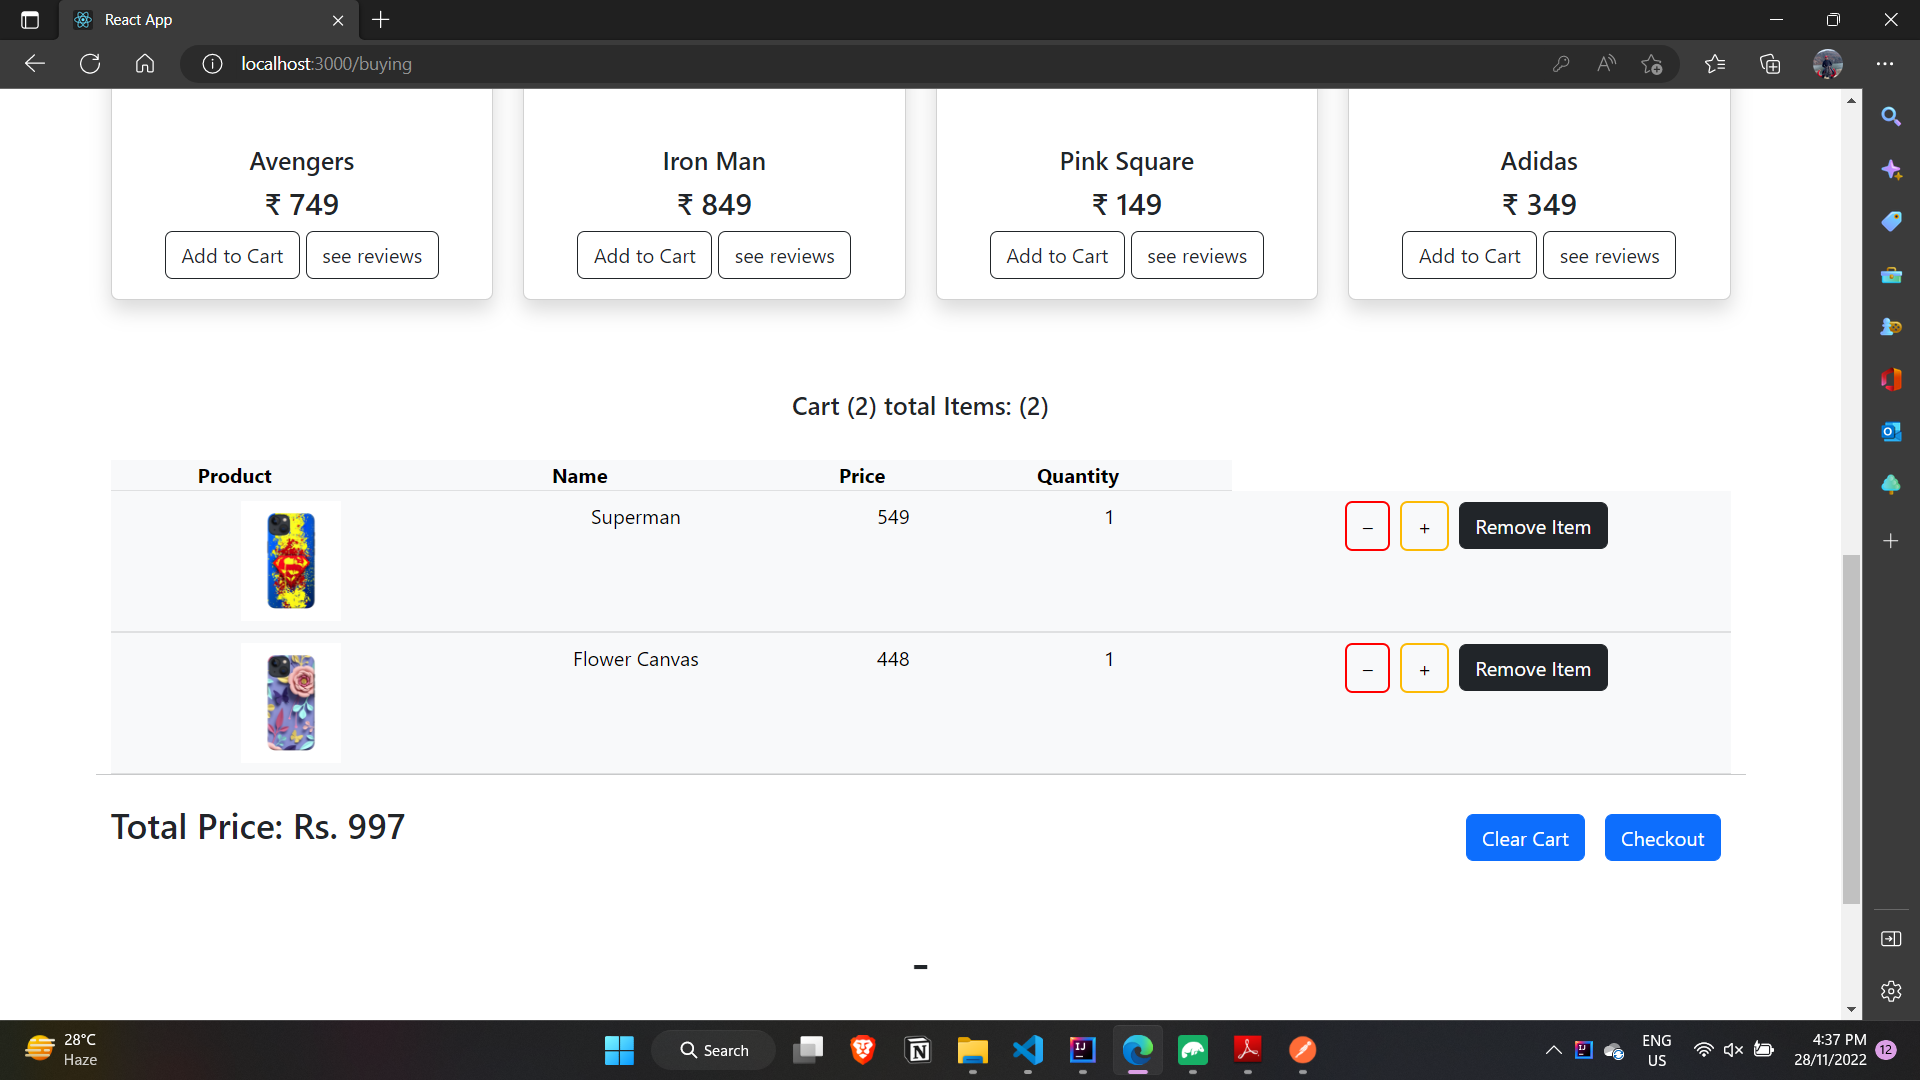 React App
localhost:3000/buying
Avengers
₹ 749
Add to Cart see reviews
Iron Man
₹ 849
Add to Cart see reviews
Pink Square
₹ 149
Add to Cart see reviews
Adidas
₹ 349
Add to Cart see reviews
Cart (2) total Items: (2)
Product Name Price Quantity
Superman 549 1 – + Remove Item
Flower Canvas 448 1 – + Remove Item
Total Price: Rs. 997
Clear Cart Checkout
-
28°C
Haze
Search
ENG
US
4:37 PM
28/11/2022
12